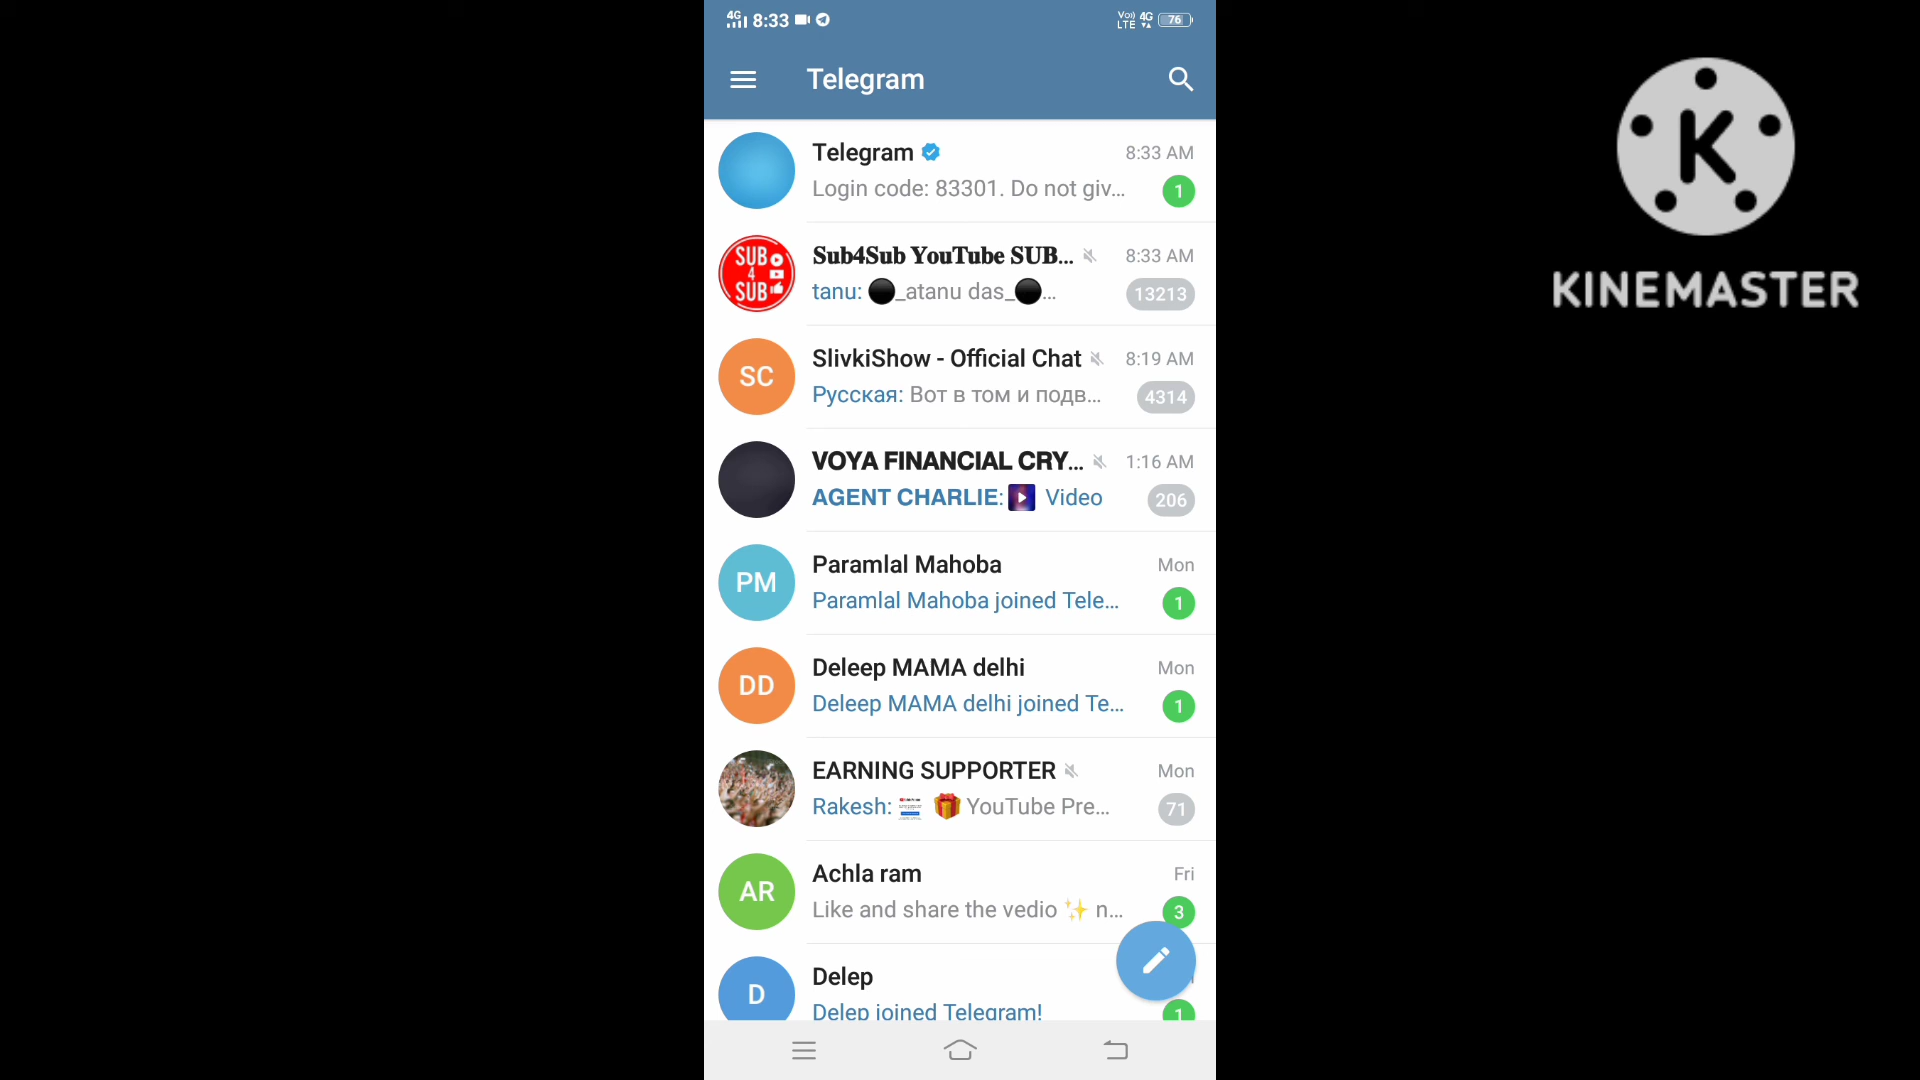 4G 8:33 Vo)) LTE 4G 76
Telegram
K
KINEMASTER
Telegram 8:33 AM
Login code: 83301. Do not giv... 1
SUB 4 SUB
Sub4Sub YouTube SUB... 8:33 AM
tanu: ⚫_atanu das_⚫... 13213
SC
SlivkiShow - Official Chat 8:19 AM
Русская: Вот в том и подв... 4314
VOYA FINANCIAL CRY... 1:16 AM
AGENT CHARLIE: Video 206
PM
Paramlal Mahoba Mon
Paramlal Mahoba joined Tele... 1
DD
Deleep MAMA delhi Mon
Deleep MAMA delhi joined Te... 1
EARNING SUPPORTER Mon
Rakesh: 🎁 YouTube Pre... 71
AR
Achla ram Fri
Like and share the vedio ✨ n... 3
D
Delep
Delep joined Telegram! 1